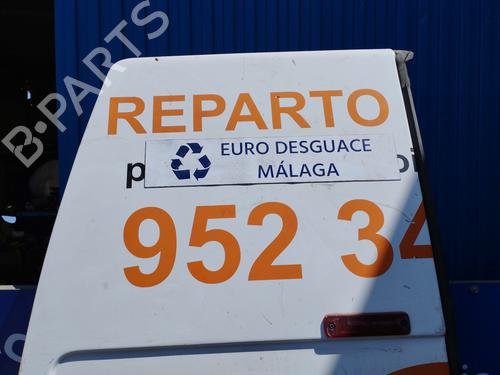 B-PARTS
REPARTO
EURO DESGUACE
MÁLAGA
952 34